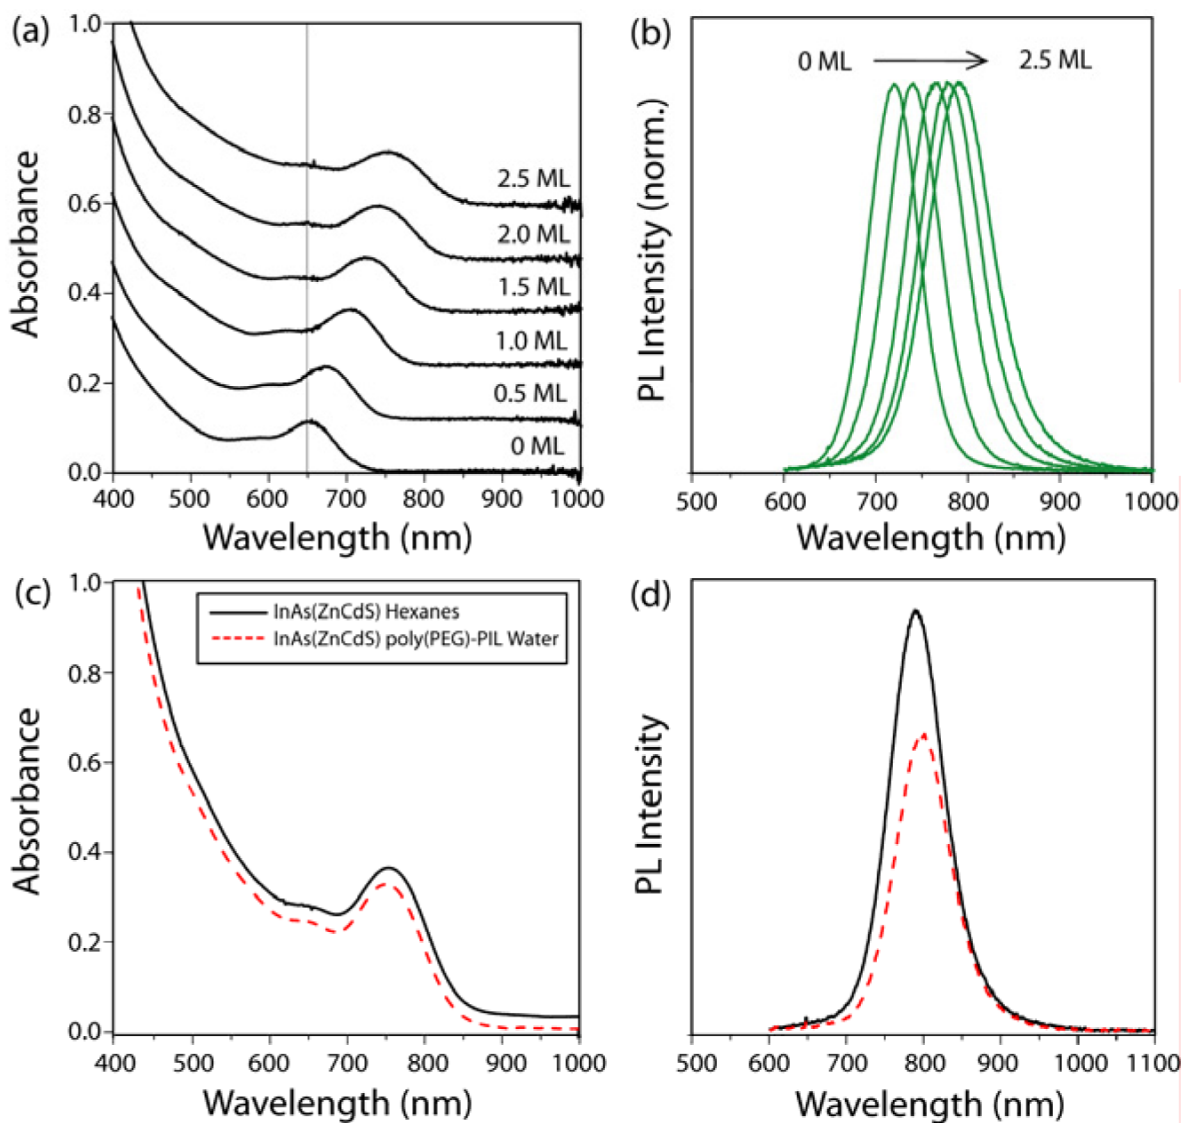 (a)
Absorbance
1.0
0.8
0.6
0.4
0.2
0.0
2.5 ML
2.0 ML
1.5 ML
1.0 ML
0.5 ML
0 ML
400 500 600 700 800 900 1000
Wavelength (nm)
(b)
PL Intensity (norm.)
0 ML 2.5 ML
500 600 700 800 900 1000
Wavelength (nm)
(c)
Absorbance
1.0
0.8
0.6
0.4
0.2
0.0
InAs(ZnCdS) Hexanes
InAs(ZnCdS) poly(PEG)-PIL Water
400 500 600 700 800 900 1000
Wavelength (nm)
(d)
PL Intensity
500 600 700 800 900 1000 1100
Wavelength (nm)